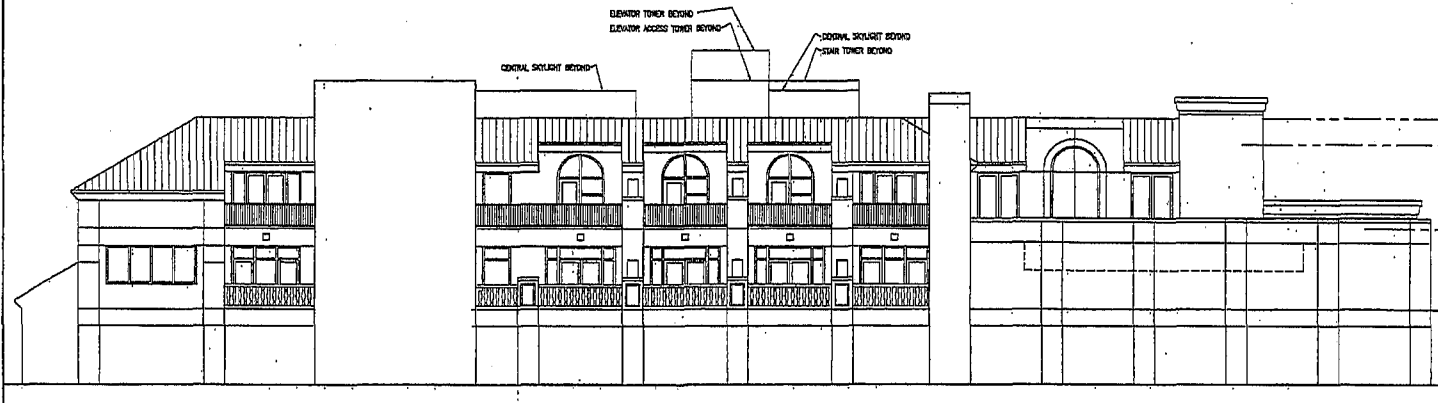 ELEVATOR TOWER BEYOND
ELEVATOR ACCESS TOWER BEYOND
CENTRAL SKYLIGHT BEYOND
STAIR TOWER BEYOND
CENTRAL SKYLIGHT BEYOND